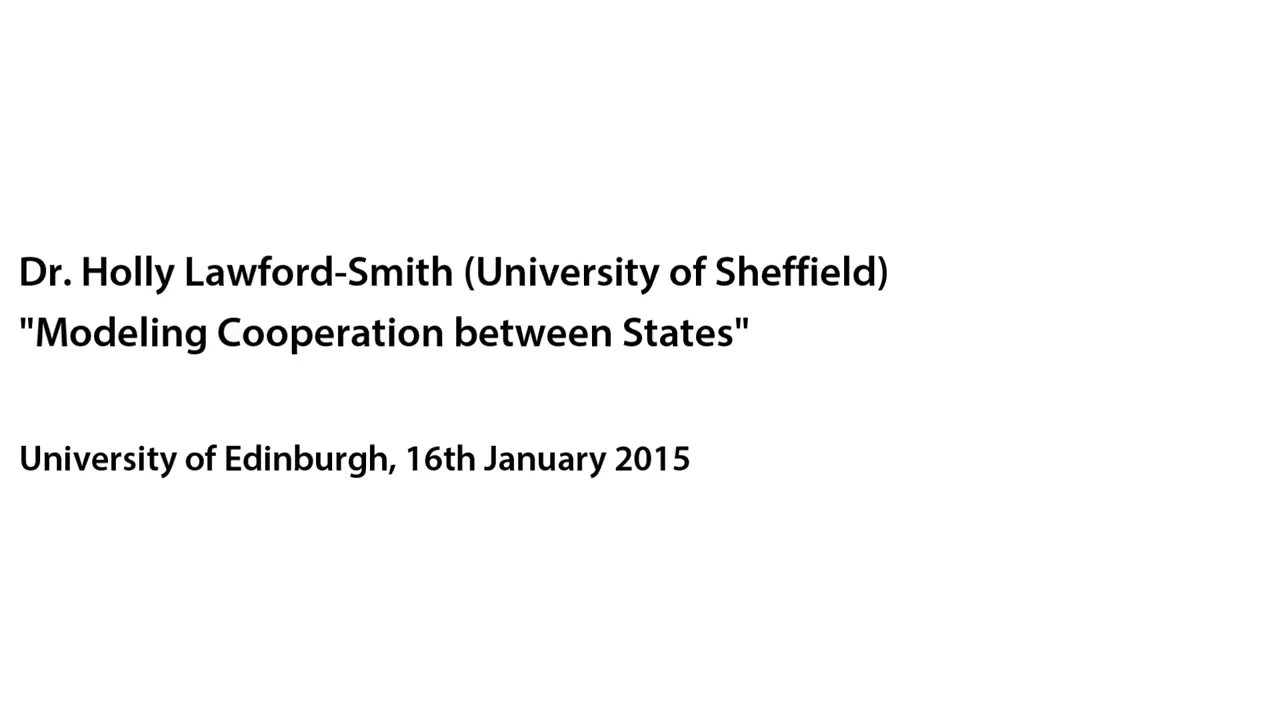 Dr. Holly Lawford-Smith (University of Sheffield)
"Modeling Cooperation between States"
University of Edinburgh, 16th January 2015